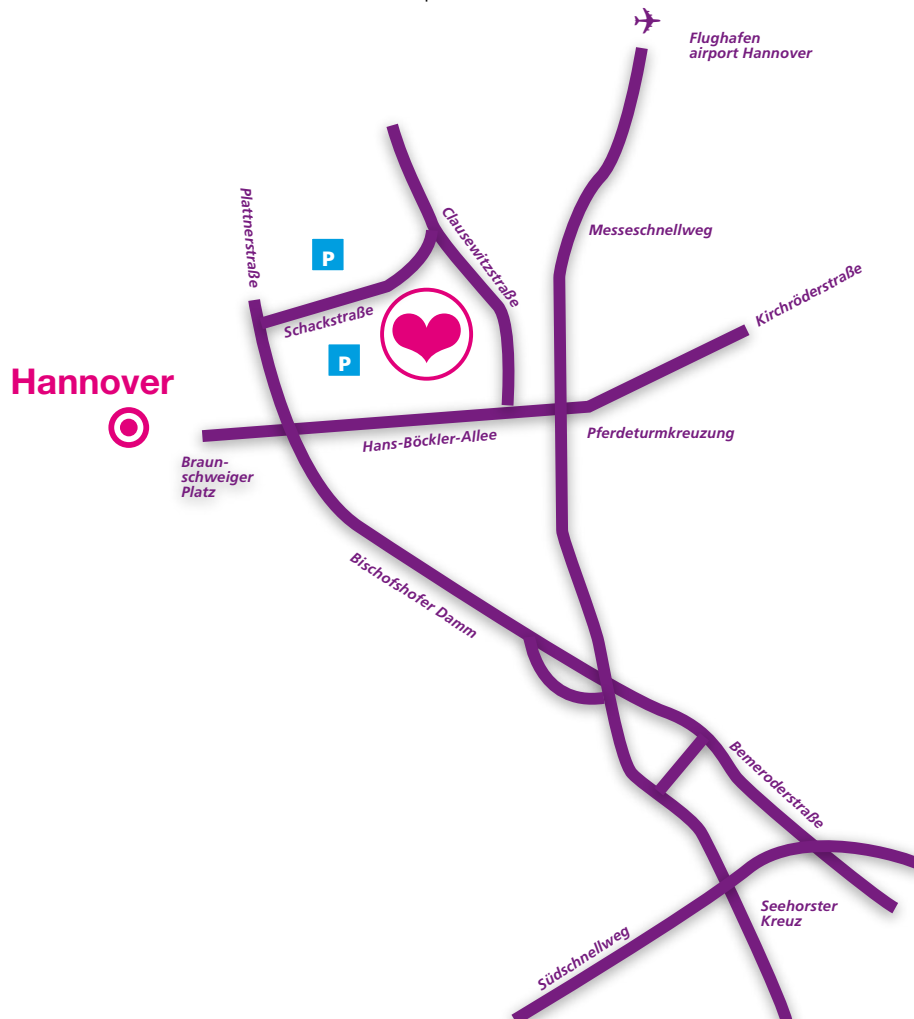 Flughafen
airport Hannover
Plattnerstraße
Clausewitzstraße
Messeschnellweg
P
Kirchröderstraße
Schackstraße
P
Hannover
Hans-Böckler-Allee
Pferdeturmkreuzung
Braun-
schweiger
Platz
Bischofshofer Damm
Bemeroderstraße
Seehorster
Kreuz
Südschnellweg